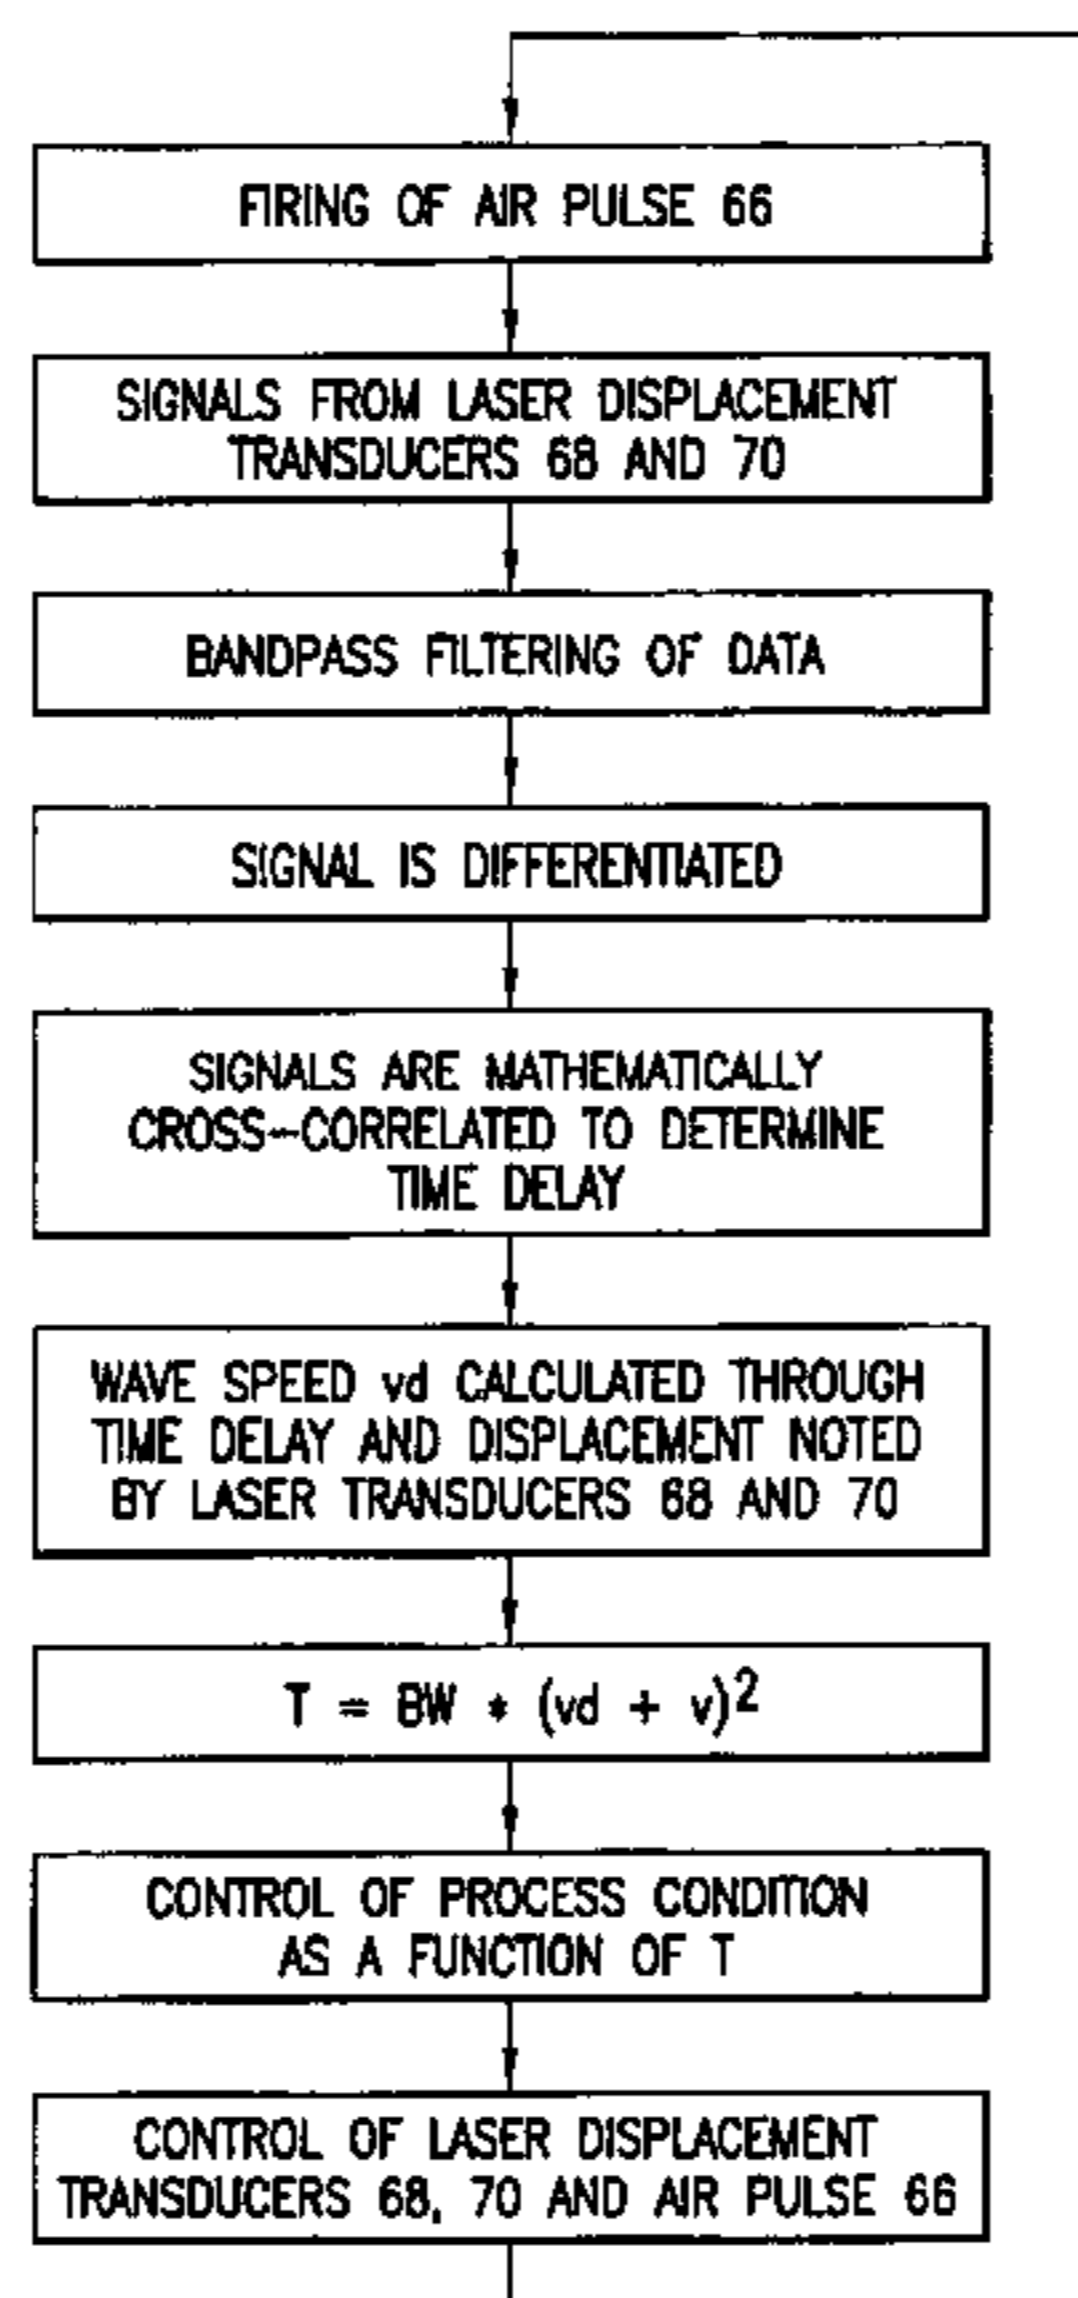 FIRING OF AIR PULSE 66
SIGNALS FROM LASER DISPLACEMENT
TRANSDUCERS 68 AND 70
BANDPASS FILTERING OF DATA
SIGNAL IS DIFFERENTIATED
SIGNALS ARE MATHEMATICALLY
CROSS-CORRELATED TO DETERMINE
TIME DELAY
WAVE SPEED vd CALCULATED THROUGH
TIME DELAY AND DISPLACEMENT NOTED
BY LASER TRANSDUCERS 68 AND 70
T = BW * (vd + v)²
CONTROL OF PROCESS CONDITION
AS A FUNCTION OF T
CONTROL OF LASER DISPLACEMENT
TRANSDUCERS 68, 70 AND AIR PULSE 66